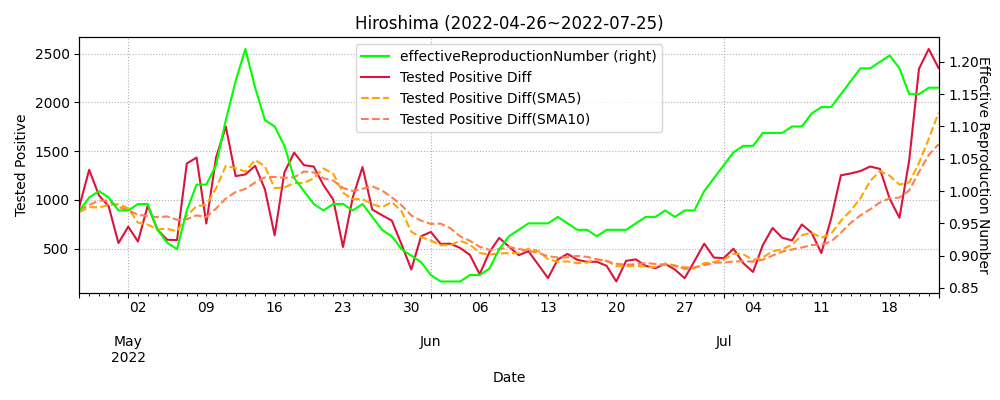 Hiroshima (2022-04-26~2022-07-25)
effectiveReproductionNumber (right)
Tested Positive Diff
Tested Positive Diff(SMA5)
Tested Positive Diff(SMA10)
Tested Positive
2500
2000
1500
1000
500
Effective Reproduction Number
1.20
1.15
1.10
1.05
1.00
0.95
0.90
0.85
02 09 16 23 30 06 13 20 27 04 11 18
May Jun Jul
2022
Date